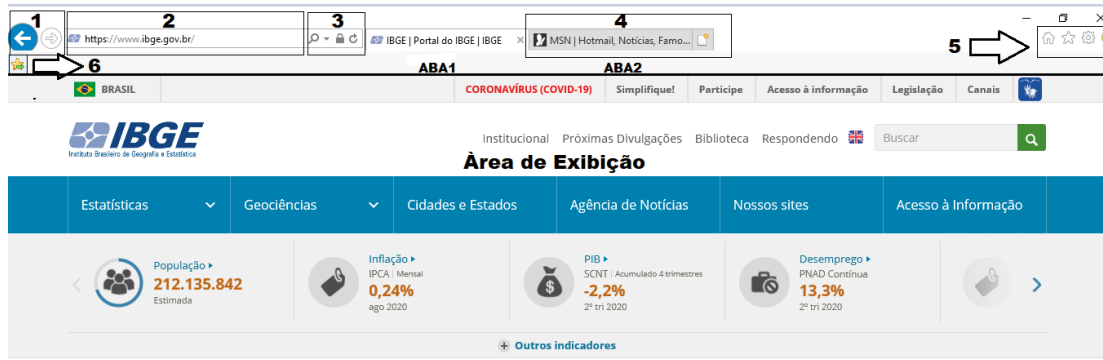 1 2 3 4
https://www.ibge.gov.br/ IBGE | Portal do IBGE | IBGE MSN | Hotmail, Notícias, Famo...
5
6 ABA1 ABA2
BRASIL CORONAVÍRUS (COVID-19) Simplifique! Participe Acesso à informação Legislação Canais
IBGE Institucional Próximas Divulgações Biblioteca Respondendo Buscar
Instituto Brasileiro de Geografia e Estatística
Àrea de Exibição
Estatísticas Geociências Cidades e Estados Agência de Notícias Nossos sites Acesso à Informação
População Inflação PIB Desemprego
IPCA | Mensal SCNT | Acumulado 4 trimestres PNAD Contínua
212.135.842 0,24% -2,2% 13,3%
Estimada ago 2020 2º tri 2020 2º tri 2020
Outros indicadores